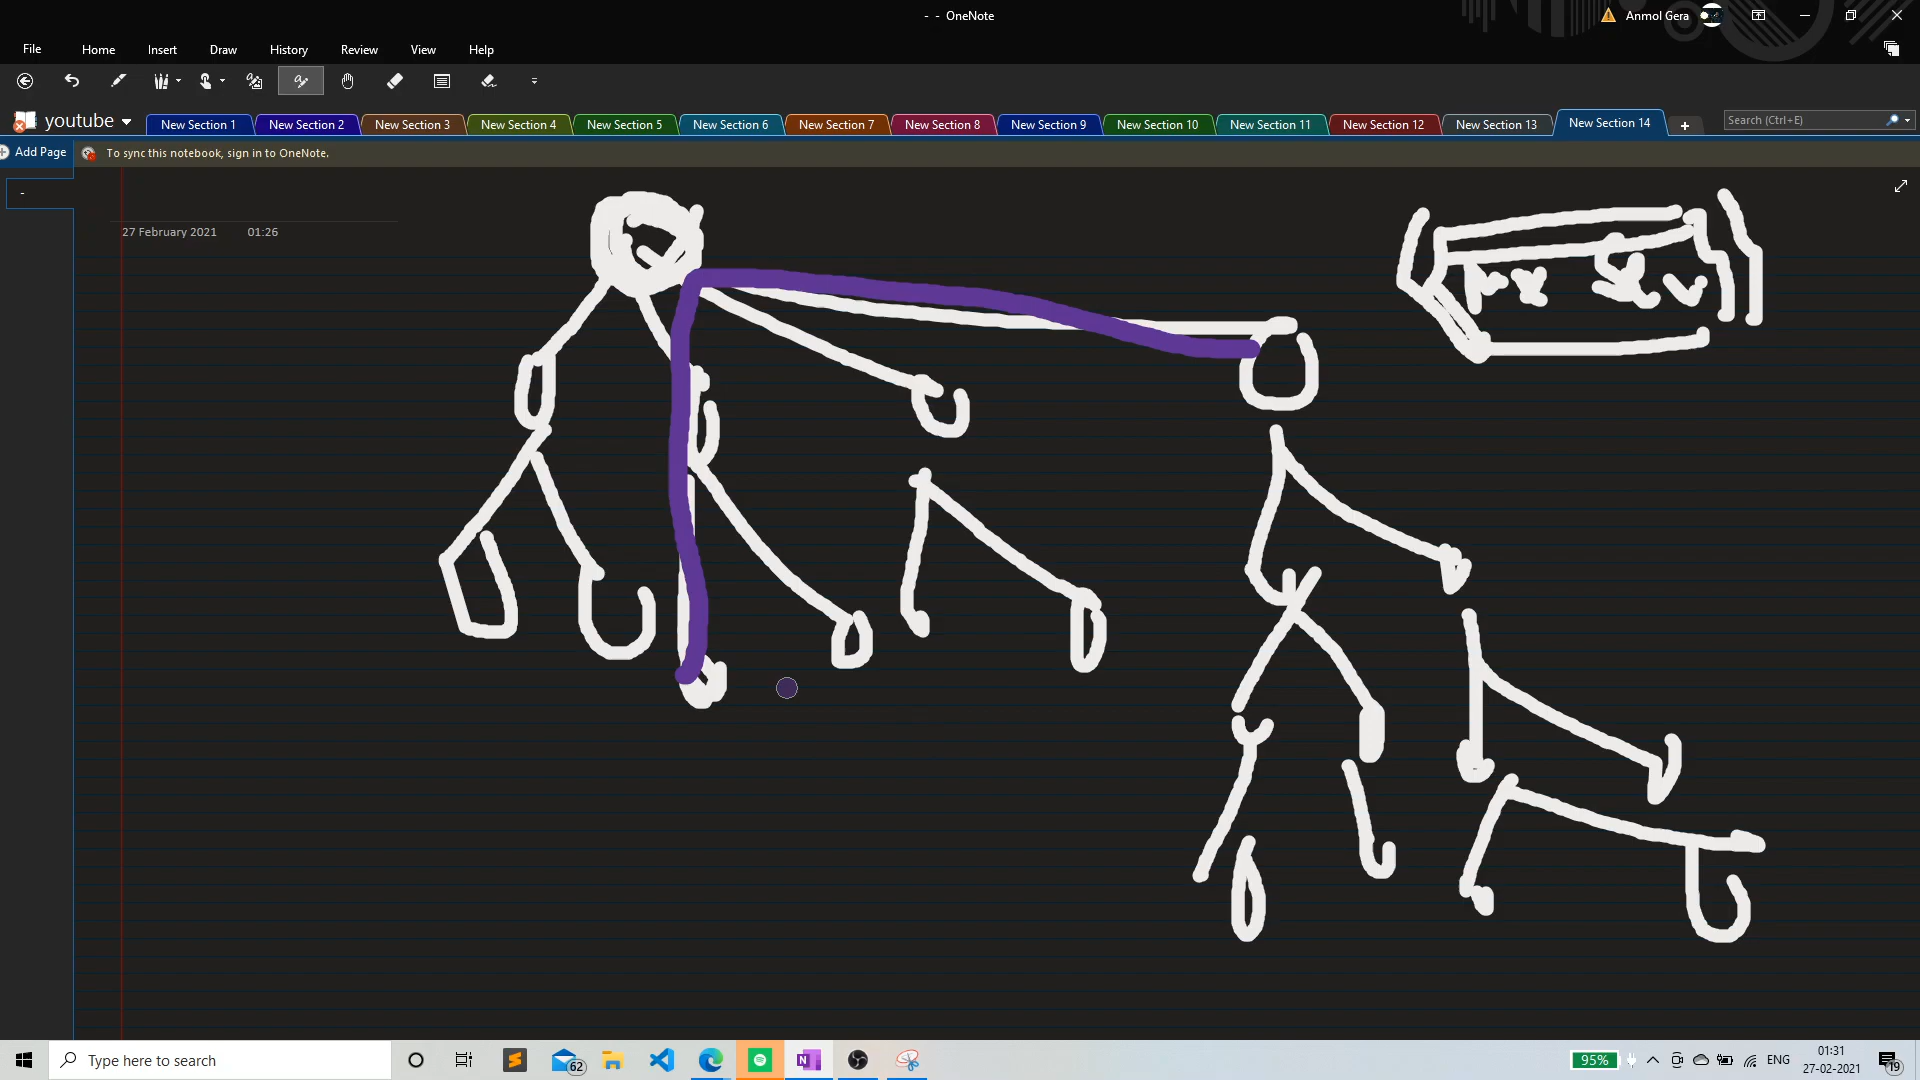 - - OneNote
Anmol Gera
File Home Insert Draw History Review View Help
youtube New Section 1 New Section 2 New Section 3 New Section 4 New Section 5 New Section 6 New Section 7 New Section 8 New Section 9 New Section 10 New Section 11 New Section 12 New Section 13 New Section 14 + Search (Ctrl+E)
Add Page To sync this notebook, sign in to OneNote.
-
27 February 2021 01:26
Type here to search 62 95% ENG 01:31
27-02-2021 19